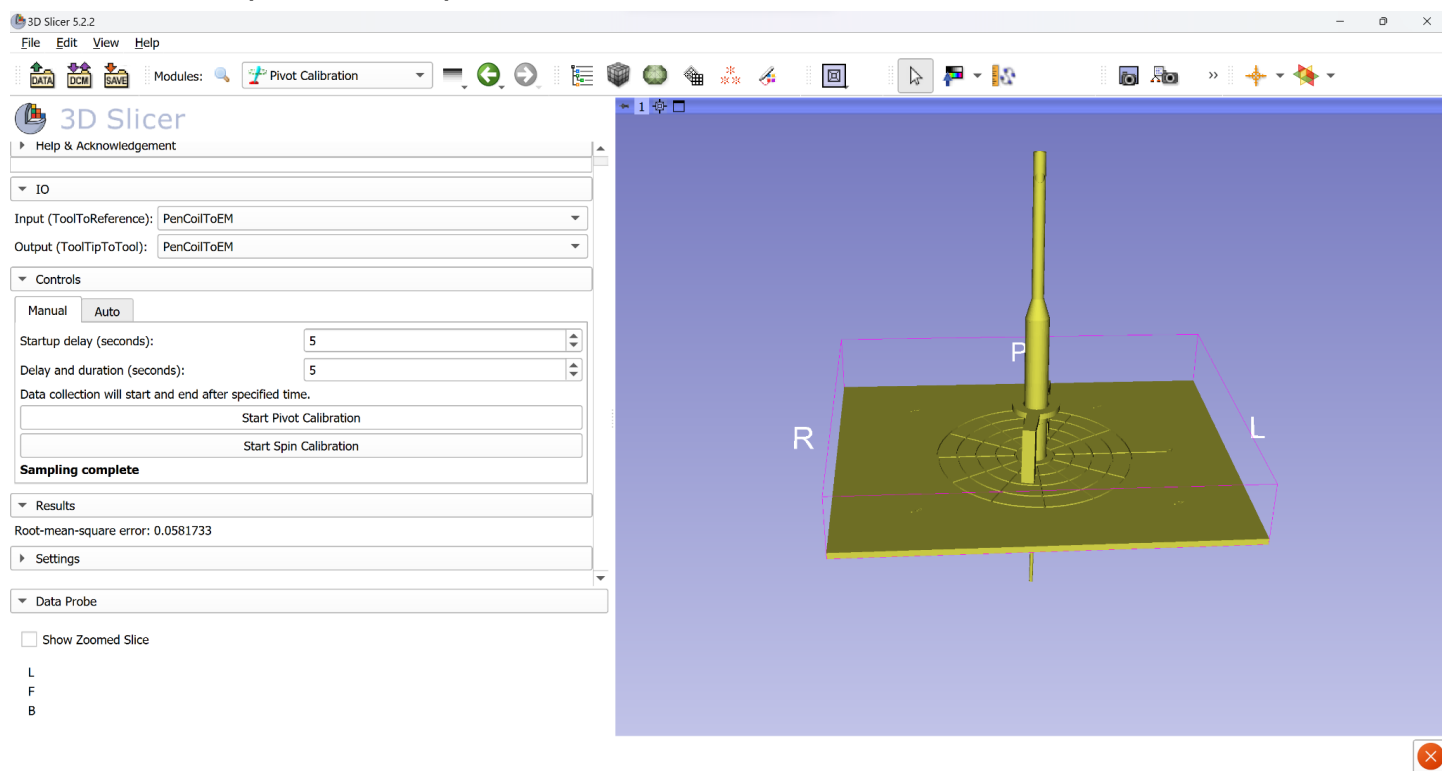 3D Slicer 5.2.2
File Edit View Help
DATA DCM SAVE Modules: Pivot Calibration »
3D Slicer
1
Help & Acknowledgement
IO
Input (ToolToReference): PenCoilToEM
Output (ToolTipToTool): PenCoilToEM
Controls
Manual Auto
Startup delay (seconds): 5
Delay and duration (seconds): 5
Data collection will start and end after specified time.
Start Pivot Calibration
Start Spin Calibration
Sampling complete
Results
Root-mean-square error: 0.0581733
Settings
Data Probe
Show Zoomed Slice
L
F
B
P
R
L